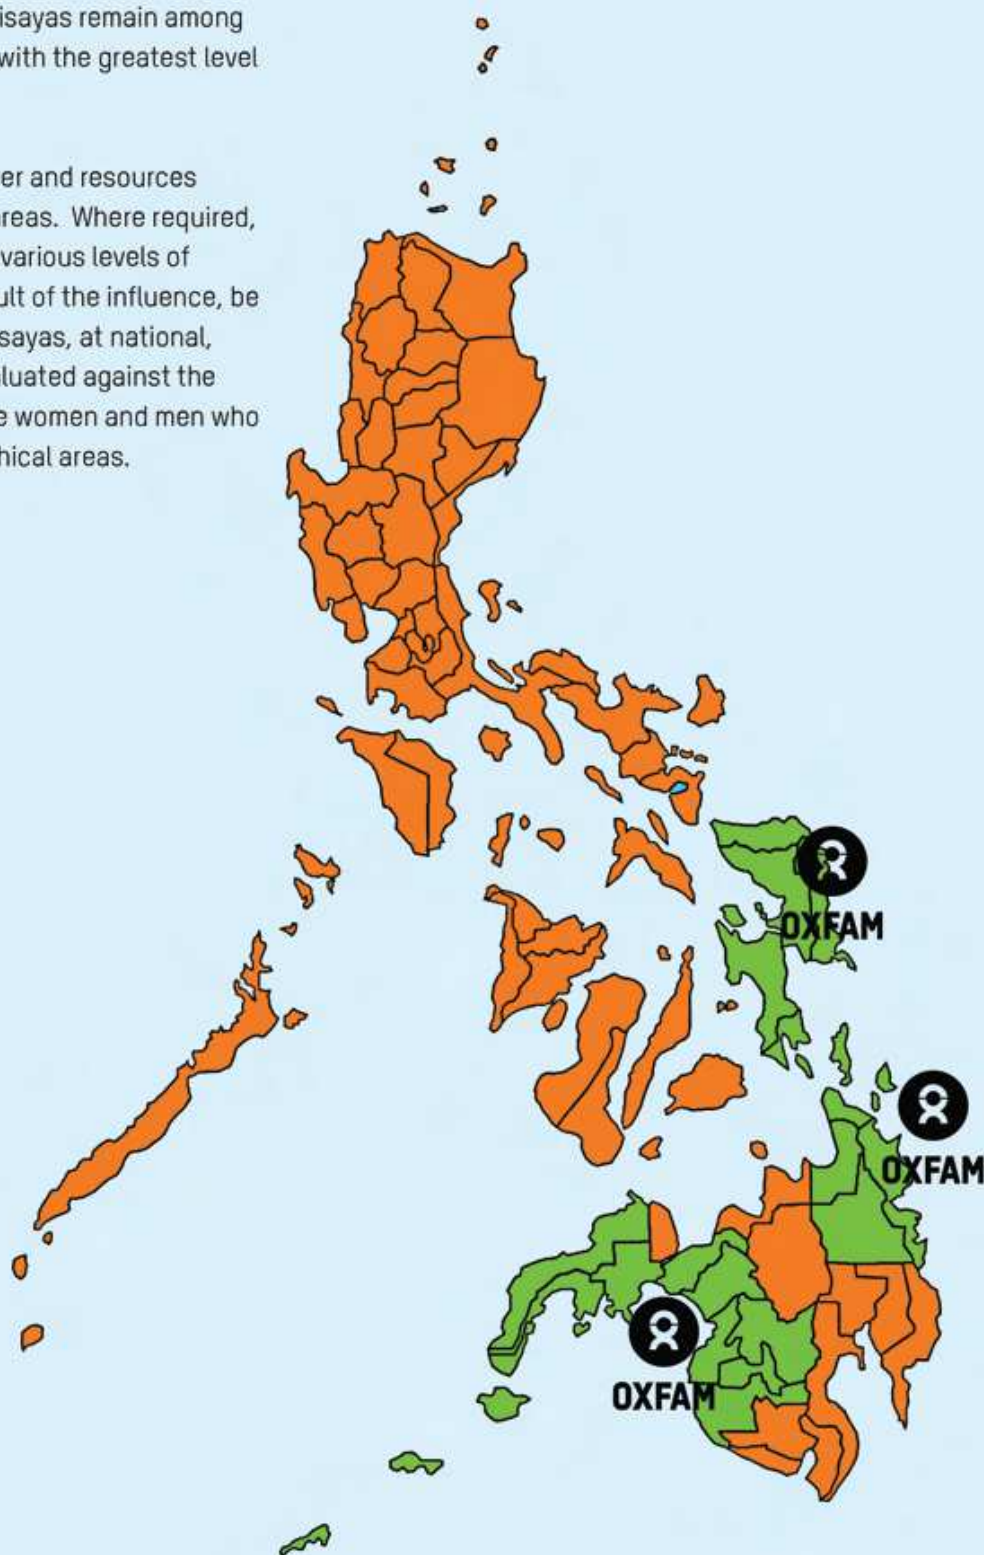 isayas remain among
with the greatest level
er and resources
reas. Where required,
various levels of
ult of the influence, be
sayas, at national,
luated against the
e women and men who
hical areas.
OXFAM
OXFAM
OXFAM